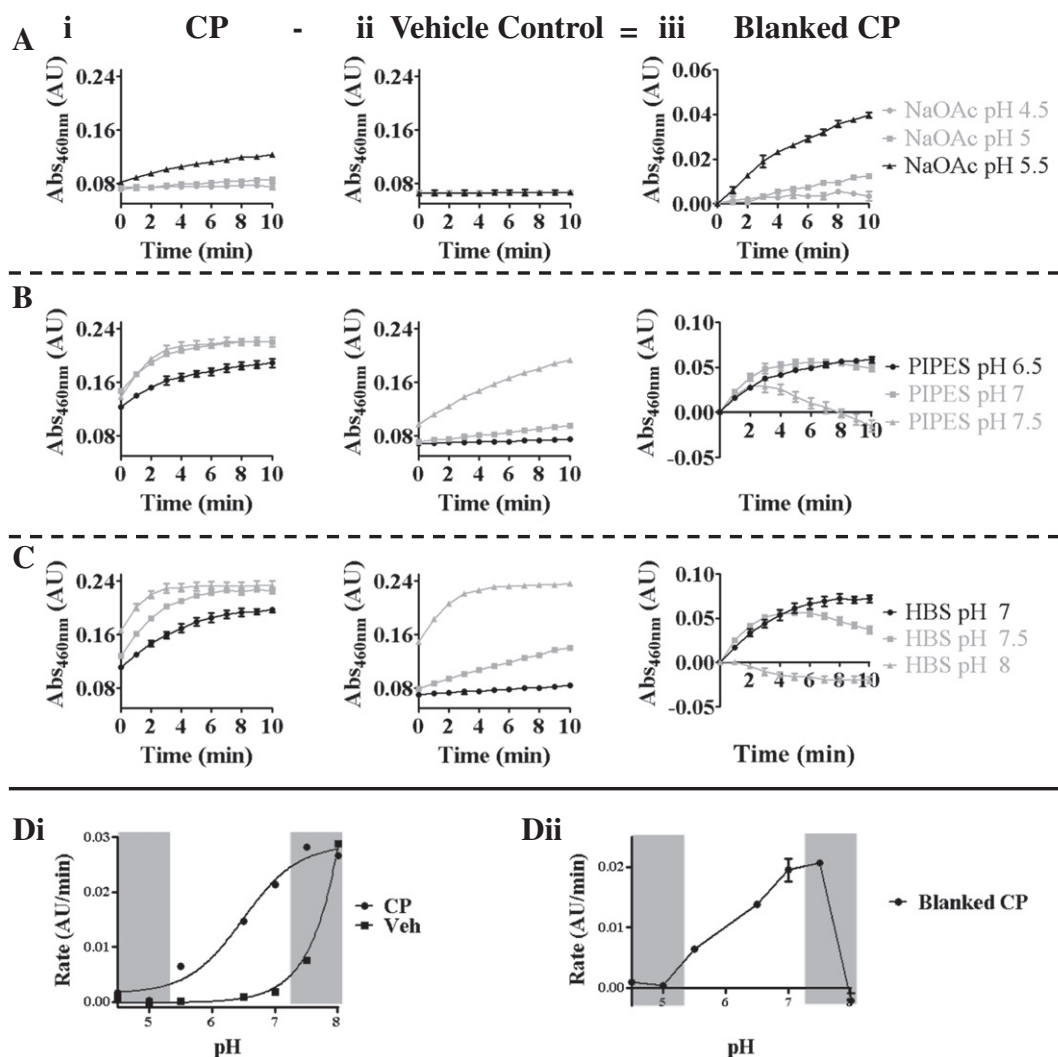 A i CP - ii Vehicle Control = iii Blanked CP
Abs460nm (AU)
0.24
0.16
0.08
0 2 4 6 8 10
Time (min)
Abs460nm (AU)
0.24
0.16
0.08
0 2 4 6 8 10
Time (min)
Abs460nm (AU)
0.06
0.04
0.02
0.00
0 2 4 6 8 10
Time (min)
NaOAc pH 4.5
NaOAc pH 5
NaOAc pH 5.5
B
Abs460nm (AU)
0.24
0.16
0.08
0 2 4 6 8 10
Time (min)
Abs460nm (AU)
0.24
0.16
0.08
0 2 4 6 8 10
Time (min)
Abs460nm (AU)
0.10
0.05
0.00
-0.05
2 4 6 8 10
Time (min)
PIPES pH 6.5
PIPES pH 7
PIPES pH 7.5
C
Abs460nm (AU)
0.24
0.16
0.08
0 2 4 6 8 10
Time (min)
Abs460nm (AU)
0.24
0.16
0.08
0 2 4 6 8 10
Time (min)
Abs460nm (AU)
0.10
0.05
0.00
-0.05
2 4 6 8 10
Time (min)
HBS pH 7
HBS pH 7.5
HBS pH 8
Di
Rate (AU/min)
0.03
0.02
0.01
0.00
5 6 7 8
pH
CP
Veh
Dii
Rate (AU/min)
0.02
0.01
0.00
5 6 7 8
pH
Blanked CP